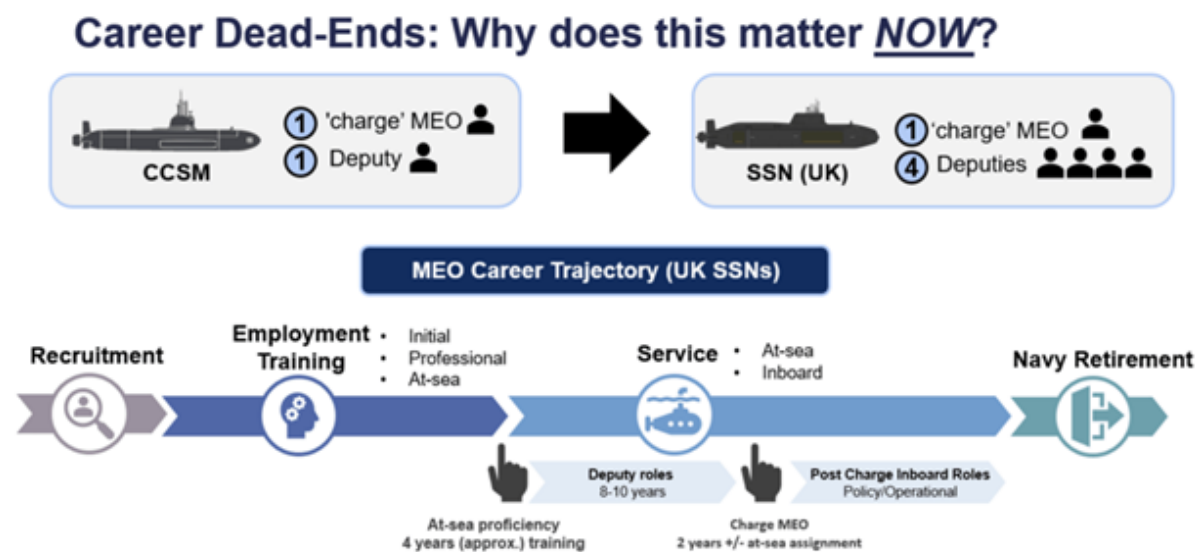 Career Dead-Ends: Why does this matter NOW?
1 'charge' MEO
1 Deputy
CCSM
1 'charge' MEO
4 Deputies
SSN (UK)
MEO Career Trajectory (UK SSNs)
Recruitment
Employment
Training
• Initial
• Professional
• At-sea
Service
• At-sea
• Inboard
Navy Retirement
Deputy roles
8-10 years
Post Charge Inboard Roles
Policy/Operational
At-sea proficiency
4 years (approx.) training
Charge MEO
2 years +/- at-sea assignment